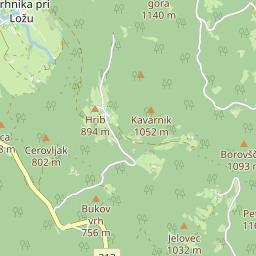 rhnika pri
Ložu
gora
1140 m
Hrib
894 m
Kavarnik
1052 m
Cerovljak
802 m
Borovšč
1093 m
Bukov
vrh
756 m
Jelovec
1032 m